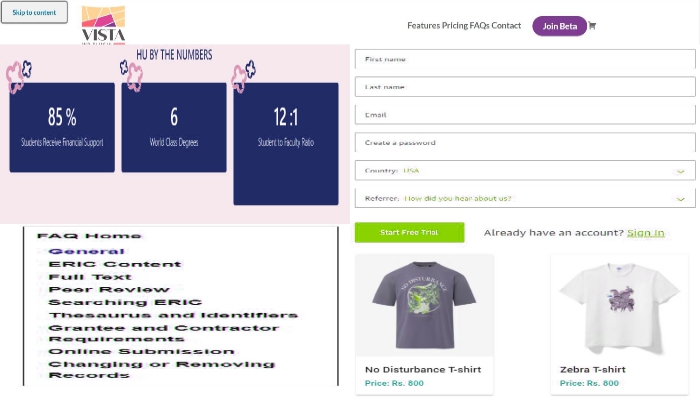 Skip to content
VISTA
Features Pricing FAQs Contact
Join Beta
HU BY THE NUMBERS
85 %
Students Receive Financial Support
6
World Class Degrees
12 :1
Student to Faculty Ratio
First name
Last name
Email
Create a password
Country: USA
Referrer: How did you hear about us?
Start Free Trial
Already have an account? Sign In
FAQ Home
General
ERIC Content
Full Text
Peer Review
Searching ERIC
Thesaurus and Identifiers
Grantee and Contractor
Requirements
Online Submission
Changing or Removing
Records
NO DISTURBANCE
No Disturbance T-shirt
Price: Rs. 800
Zebra T-shirt
Price: Rs. 800